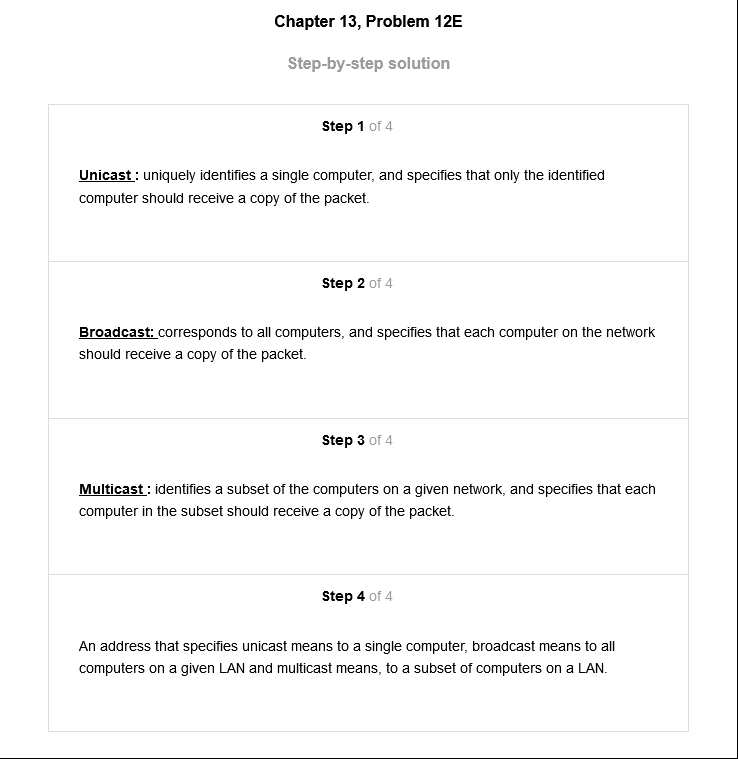 Chapter 13, Problem 12E
Step-by-step solution
Step 1 of 4
Unicast : uniquely identifies a single computer, and specifies that only the identified
computer should receive a copy of the packet.
Step 2 of 4
Broadcast: corresponds to all computers, and specifies that each computer on the network
should receive a copy of the packet.
Step 3 of 4
Multicast : identifies a subset of the computers on a given network, and specifies that each
computer in the subset should receive a copy of the packet.
Step 4 of 4
An address that specifies unicast means to a single computer, broadcast means to all
computers on a given LAN and multicast means, to a subset of computers on a LAN.